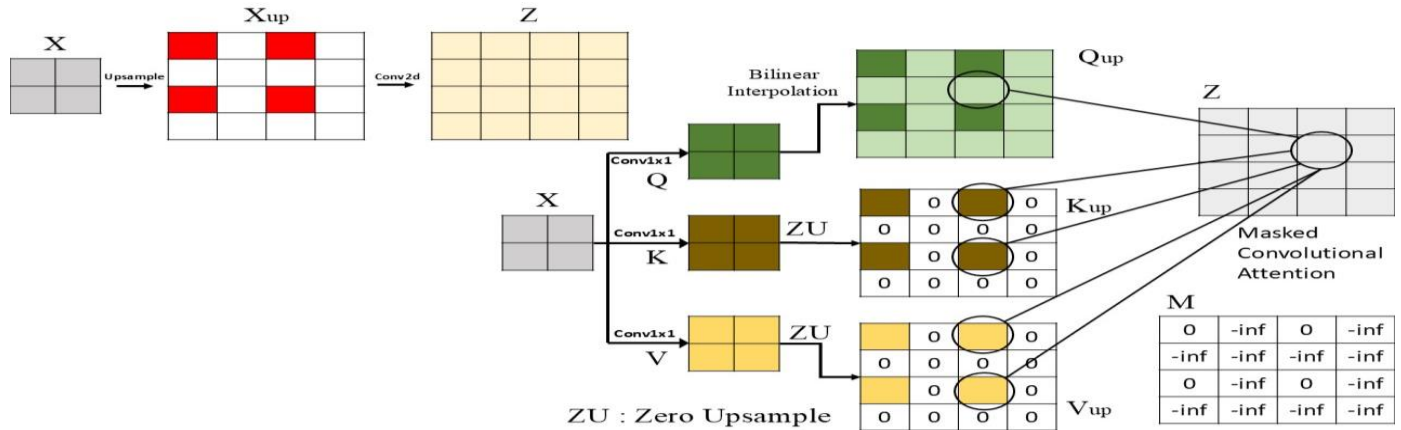 X
Upsample
Xup
Conv2d
Z
X
Conv1x1
Q
Bilinear
Interpolation
Qup
Conv1x1
K
ZU
0 0
0 0 0 0
0 0
0 0 0 0
Kup
Conv1x1
V
ZU
0 0
0 0 0 0
0 0
0 0 0 0
Vup
ZU : Zero Upsample
Z
Masked
Convolutional
Attention
M
0 -inf 0 -inf
-inf -inf -inf -inf
0 -inf 0 -inf
-inf -inf -inf -inf